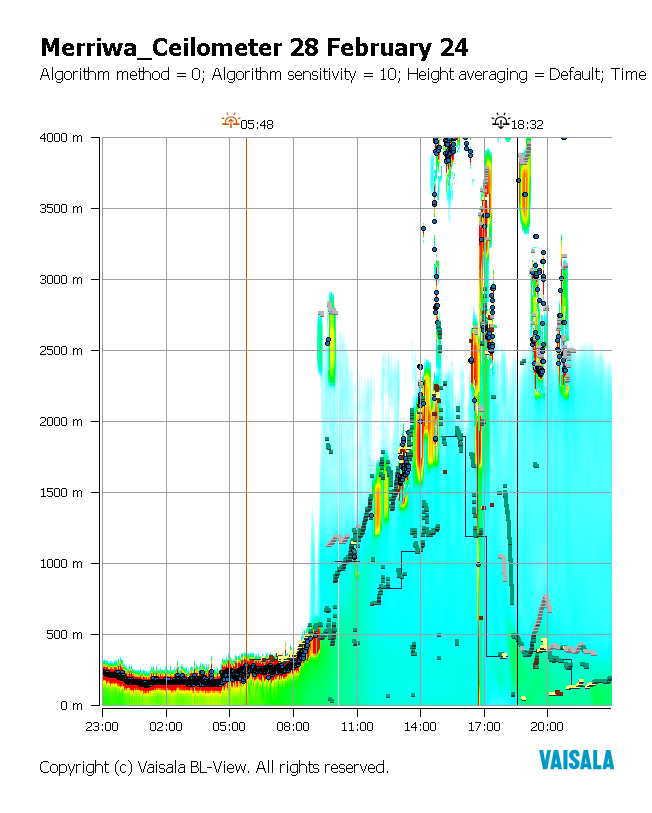 Merriwa_Ceilometer 28 February 24
Algorithm method = 0; Algorithm sensitivity = 10; Height averaging = Default; Time
05:48 18:32
4000 m
3500 m
3000 m
2500 m
2000 m
1500 m
1000 m
500 m
0 m
23:00 02:00 05:00 08:00 11:00 14:00 17:00 20:00
Copyright (c) Vaisala BL-View. All rights reserved.
VAISALA